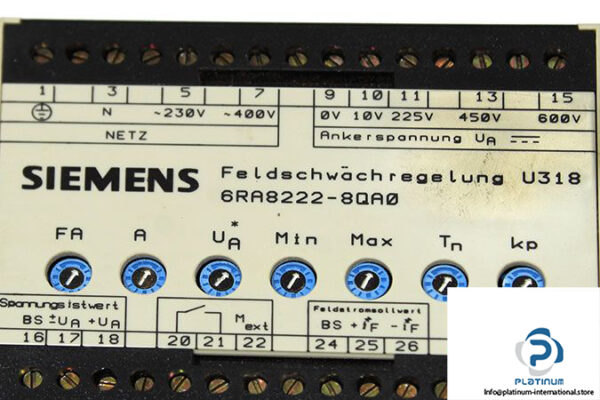 1 3 5 7 9 10 11 13 15
N ~230V ~400V 0V 10V 225V 450V 600V
NETZ Ankerspannung UA
SIEMENS Feldschwächregelung U318
6RA8222-8QA0
FA A UA* Min Max Tn kp
Spannungsistwert Feldstromsollwert
BS ±UA +UA Mext BS +iF* -iF*
16 17 18 20 21 22 24 25 26
PLATINUM
Info@platinum-international.store